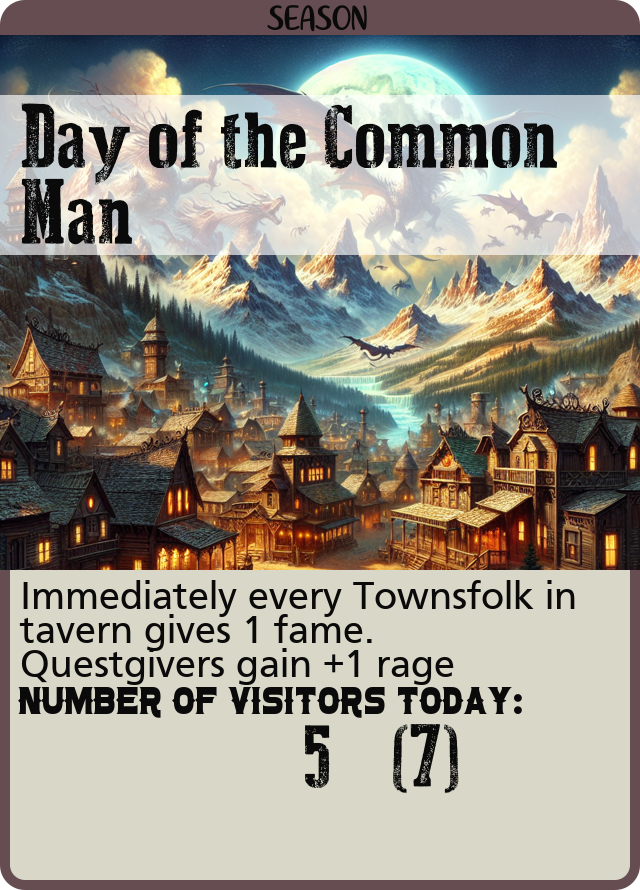 SEASON
Day of the Common
Man
Immediately every Townsfolk in
tavern gives 1 fame.
Questgivers gain +1 rage
NUMBER OF VISITORS TODAY:
5 (7)